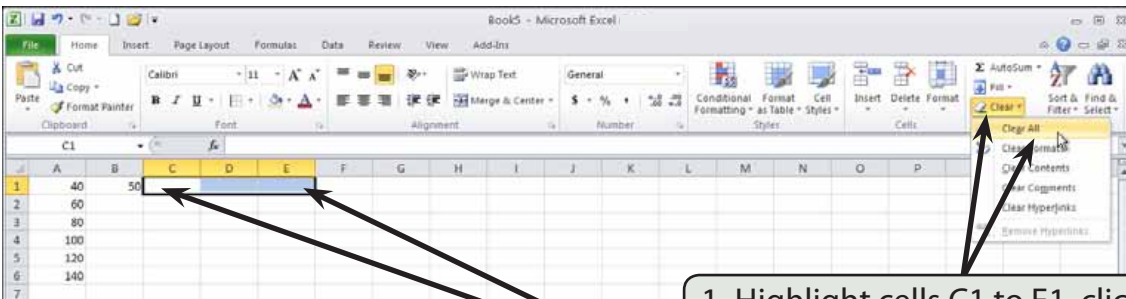 Book5 - Microsoft Excel
File Home Insert Page Layout Formulas Data Review View Add-Ins
Cut
Copy
Format Painter
Paste
Calibri 11
B I U
Wrap Text
Merge & Center
General
$ %
Conditional Formatting
Format as Table
Cell Styles
Insert Delete Format
AutoSum
Fill
Clear
Sort & Filter
Find & Select
Clipboard Font Alignment Number Styles Cells
Clear All
Clear Formats
Clear Contents
Clear Comments
Clear Hyperlinks
Remove Hyperlinks
C1 fx
A B C D E F G H I J K L M N O P
1 40 50
2 60
3 80
4 100
5 120
6 140
7
1. Highlight cells C1 to E1, clic